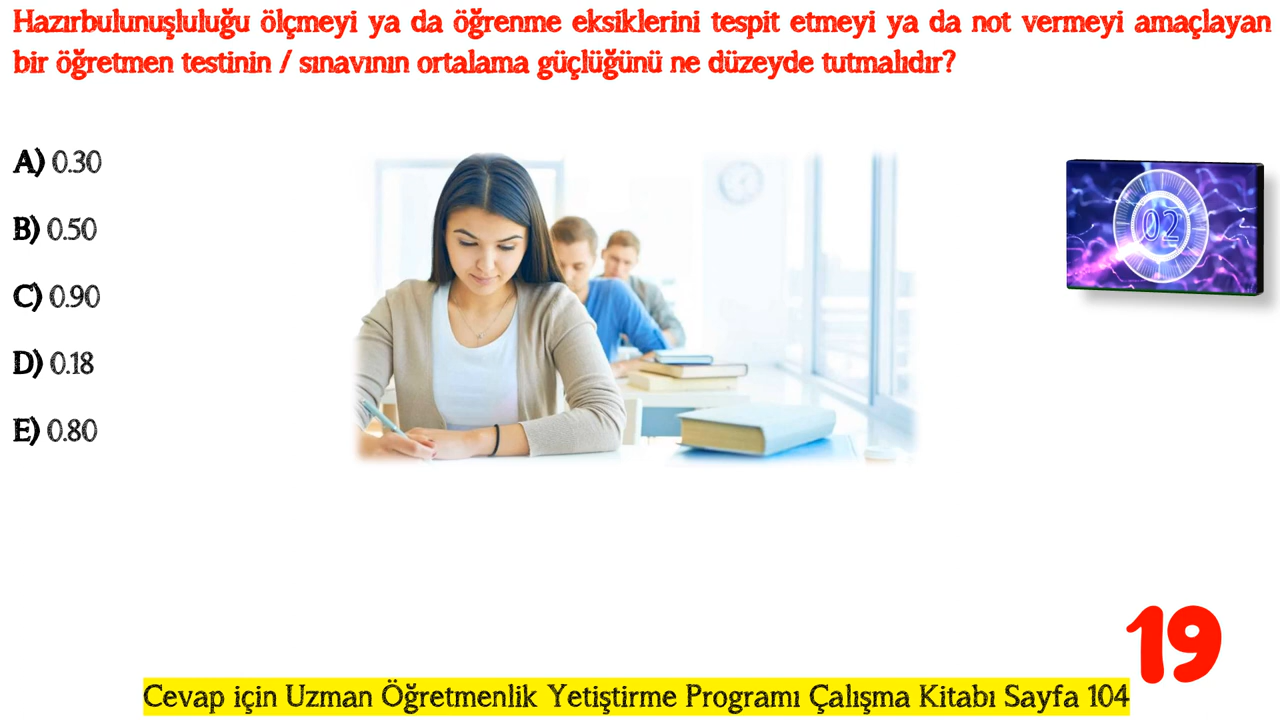 Hazırbulunuşluluğu ölçmeyi ya da öğrenme eksiklerini tespit etmeyi ya da not vermeyi amaçlayan
bir öğretmen testinin / sınavının ortalama güçlüğünü ne düzeyde tutmalıdır?
A) 0.30
B) 0.50
C) 0.90
D) 0.18
E) 0.80
02
19
Cevap için Uzman Öğretmenlik Yetiştirme Programı Çalışma Kitabı Sayfa 104